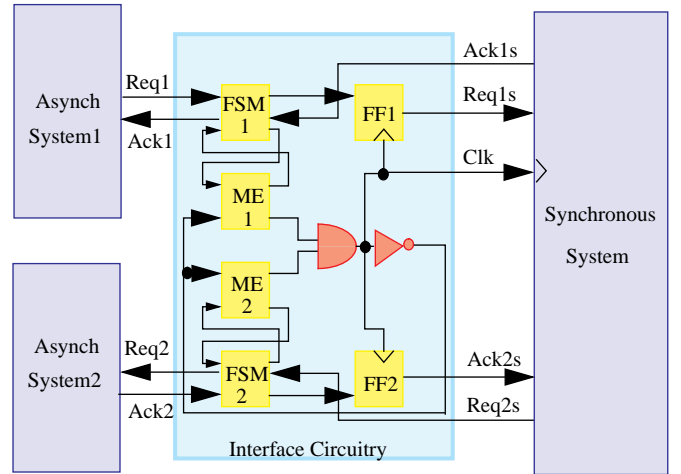 Asynch
System1
Req1
Ack1
FSM
1
FF1
Ack1s
Req1s
Clk
ME
1
Synchronous
System
ME
2
Asynch
System2
Req2
Ack2
FSM
2
FF2
Ack2s
Req2s
Interface Circuitry